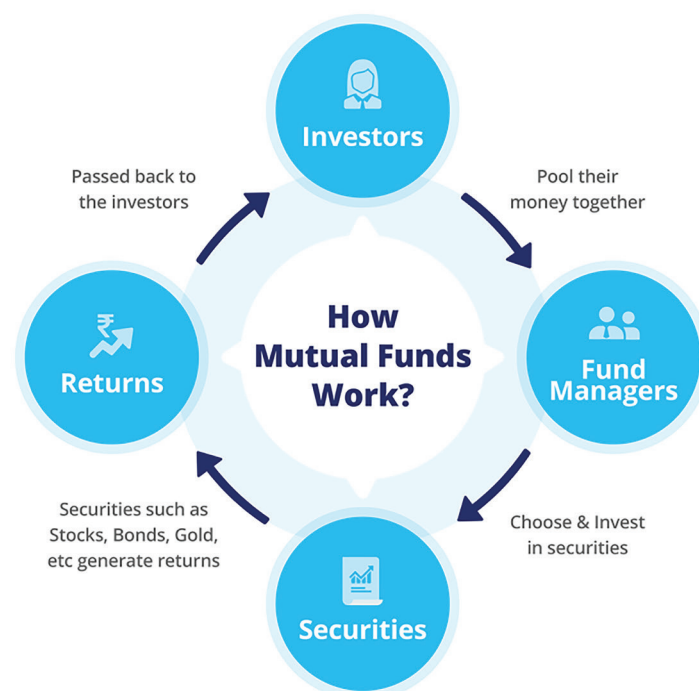 Investors
Pool their
money together
Fund
Managers
Choose & Invest
in securities
Securities
Securities such as
Stocks, Bonds, Gold,
etc generate returns
₹
Returns
Passed back to
the investors
How
Mutual Funds
Work?